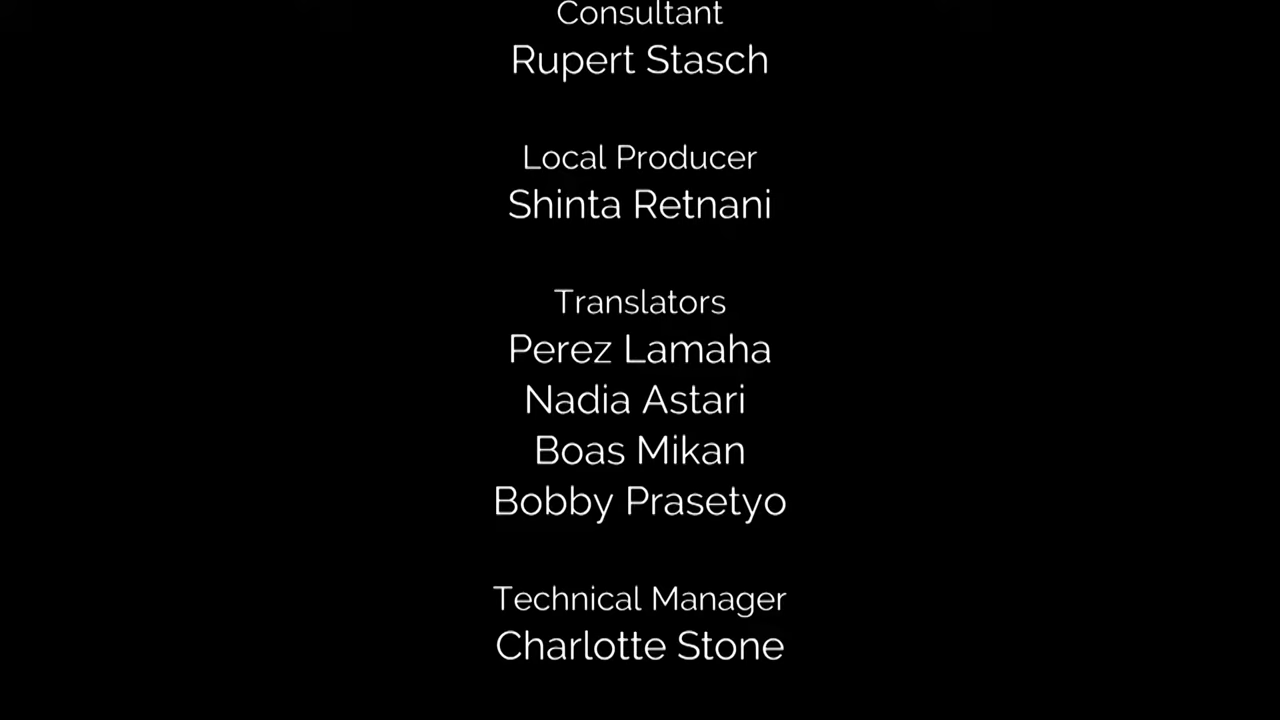 Consultant
Rupert Stasch
Local Producer
Shinta Retnani
Translators
Perez Lamaha
Nadia Astari
Boas Mikan
Bobby Prasetyo
Technical Manager
Charlotte Stone